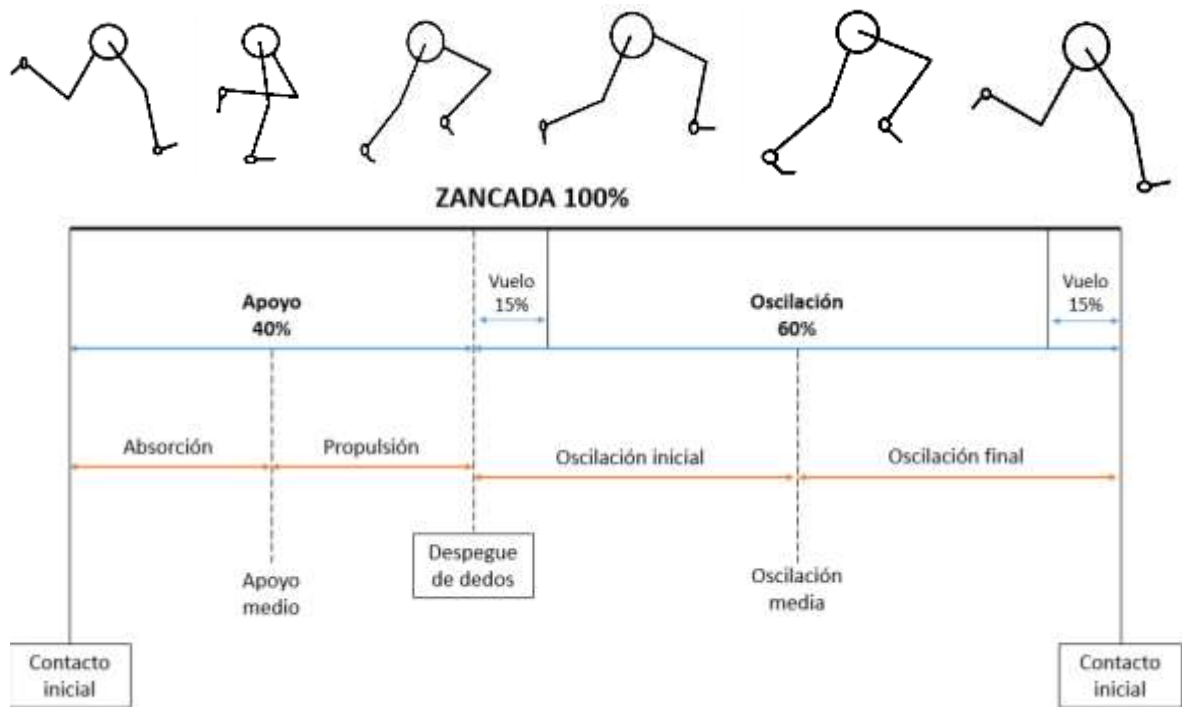 ZANCADA 100%
Vuelo
15%
Apoyo
40%
Oscilación
60%
Vuelo
15%
Absorción
Propulsión
Oscilación inicial
Oscilación final
Despegue
de dedos
Apoyo
medio
Oscilación
media
Contacto
inicial
Contacto
inicial